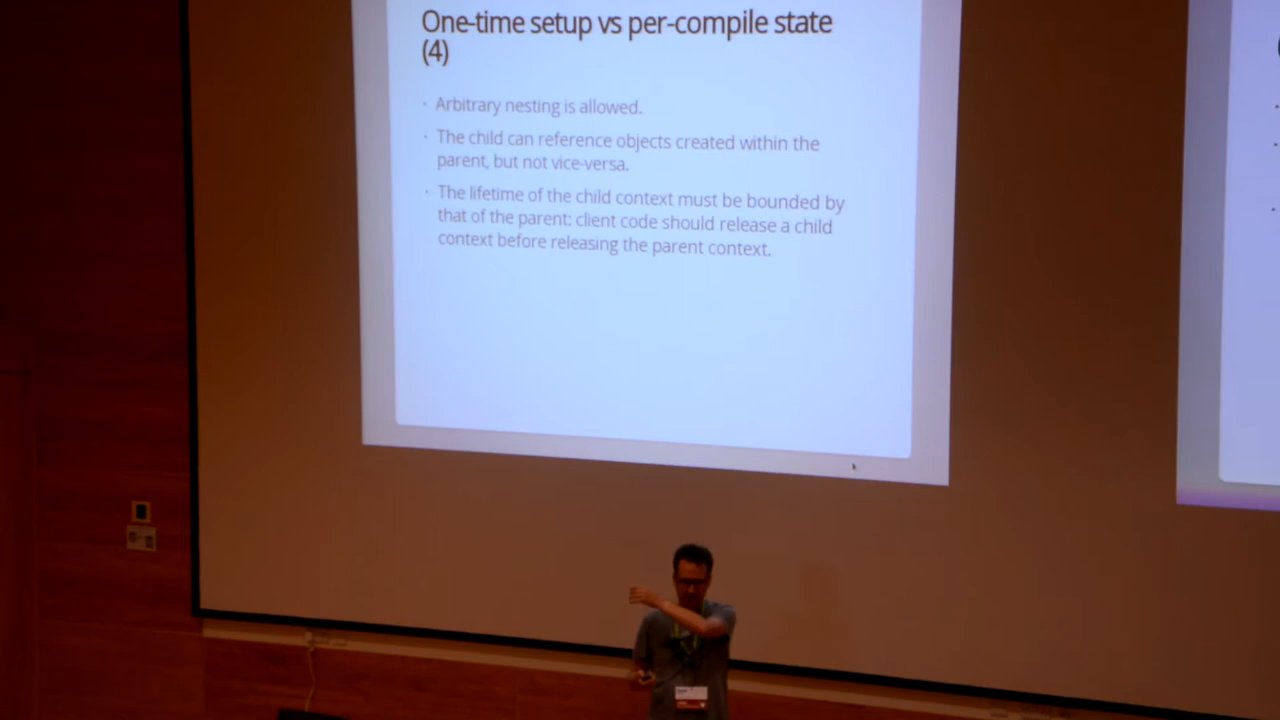 One-time setup vs per-compile state
(4)
· Arbitrary nesting is allowed.
· The child can reference objects created within the
parent, but not vice-versa.
· The lifetime of the child context must be bounded by
that of the parent: client code should release a child
context before releasing the parent context.